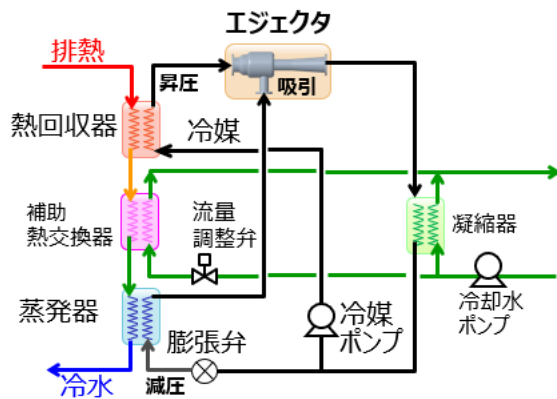 エジェクタ
排熱
昇圧
吸引
熱回収器
冷媒
補助
熱交換器
流量
調整弁
凝縮器
蒸発器
膨張弁
冷媒
ポンプ
冷却水
ポンプ
冷水
減圧